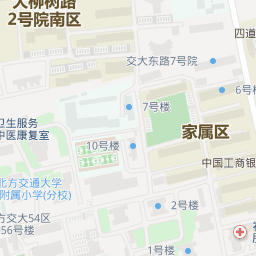 大柳树路
2号院南区
四道
交大东路7号院
6号楼
7号楼
家属区
卫生服务
中医康复室
10号楼
中国工商银
北方交通大学
附属小学(分校)
交大54区
56号楼
2号楼
1号楼